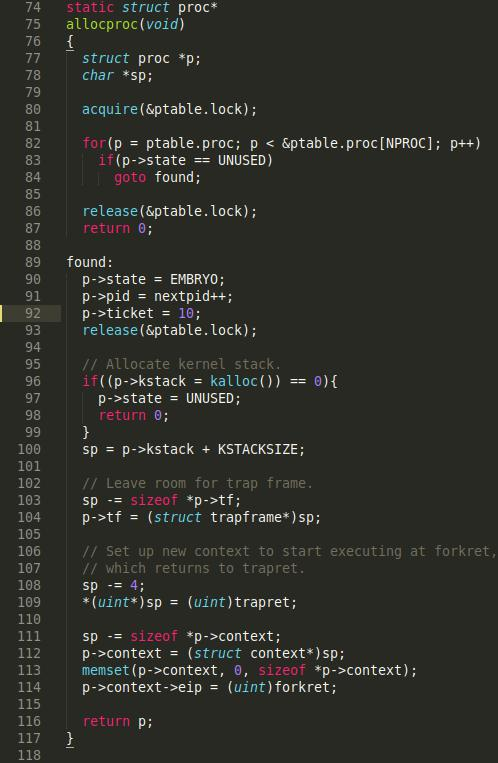 74 static struct proc*
75 allocproc(void)
76 {
77   struct proc *p;
78   char *sp;
79
80   acquire(&ptable.lock);
81
82   for(p = ptable.proc; p < &ptable.proc[NPROC]; p++)
83     if(p->state == UNUSED)
84       goto found;
85
86   release(&ptable.lock);
87   return 0;
88
89 found:
90   p->state = EMBRYO;
91   p->pid = nextpid++;
92   p->ticket = 10;
93   release(&ptable.lock);
94
95   // Allocate kernel stack.
96   if((p->kstack = kalloc()) == 0){
97     p->state = UNUSED;
98     return 0;
99   }
100   sp = p->kstack + KSTACKSIZE;
101
102   // Leave room for trap frame.
103   sp -= sizeof *p->tf;
104   p->tf = (struct trapframe*)sp;
105
106   // Set up new context to start executing at forkret,
107   // which returns to trapret.
108   sp -= 4;
109   *(uint*)sp = (uint)trapret;
110
111   sp -= sizeof *p->context;
112   p->context = (struct context*)sp;
113   memset(p->context, 0, sizeof *p->context);
114   p->context->eip = (uint)forkret;
115
116   return p;
117 }
118